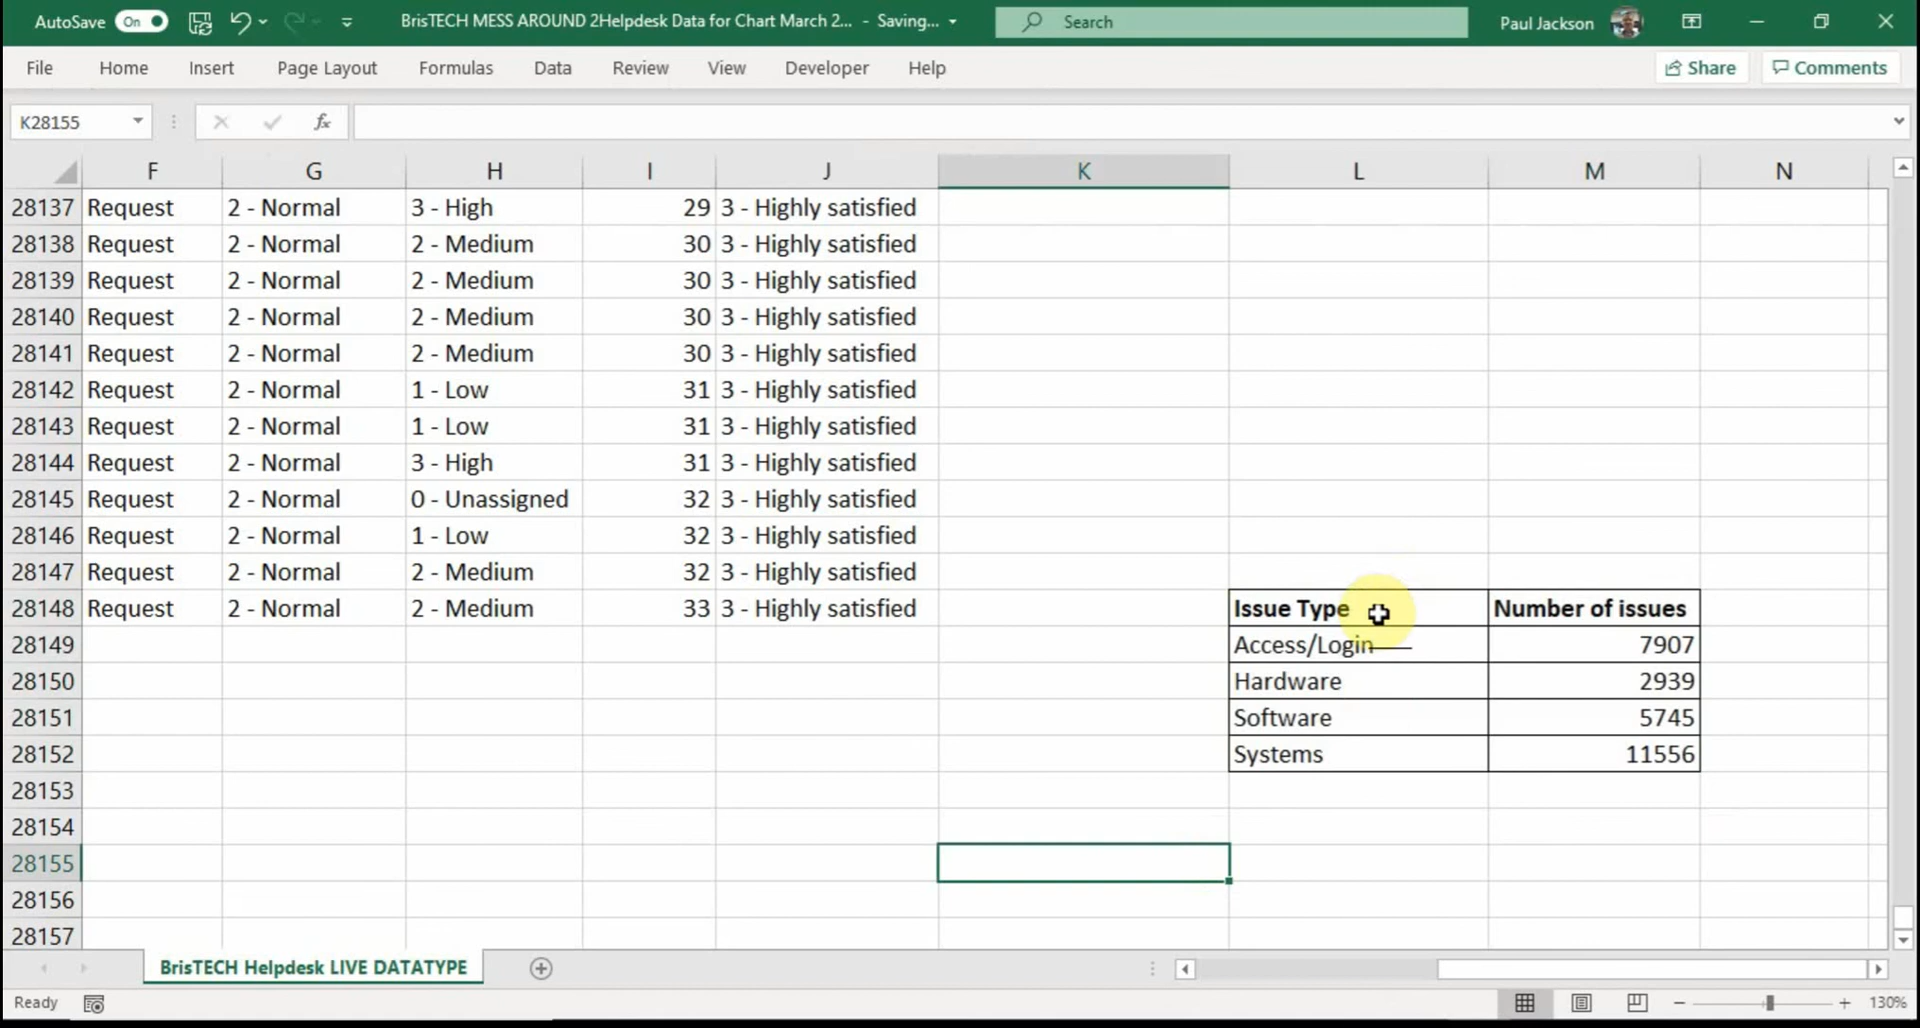 AutoSave On BrisTECH MESS AROUND 2Helpdesk Data for Chart March 2... - Saving... Search Paul Jackson
File Home Insert Page Layout Formulas Data Review View Developer Help Share Comments
K28155 fx
F G H I J K L M N
28137 Request 2 - Normal 3 - High 29 3 - Highly satisfied
28138 Request 2 - Normal 2 - Medium 30 3 - Highly satisfied
28139 Request 2 - Normal 2 - Medium 30 3 - Highly satisfied
28140 Request 2 - Normal 2 - Medium 30 3 - Highly satisfied
28141 Request 2 - Normal 2 - Medium 30 3 - Highly satisfied
28142 Request 2 - Normal 1 - Low 31 3 - Highly satisfied
28143 Request 2 - Normal 1 - Low 31 3 - Highly satisfied
28144 Request 2 - Normal 3 - High 31 3 - Highly satisfied
28145 Request 2 - Normal 0 - Unassigned 32 3 - Highly satisfied
28146 Request 2 - Normal 1 - Low 32 3 - Highly satisfied
28147 Request 2 - Normal 2 - Medium 32 3 - Highly satisfied
28148 Request 2 - Normal 2 - Medium 33 3 - Highly satisfied Issue Type Number of issues
28149 Access/Login 7907
28150 Hardware 2939
28151 Software 5745
28152 Systems 11556
28153
28154
28155
28156
28157
BrisTECH Helpdesk LIVE DATATYPE
Ready 130%